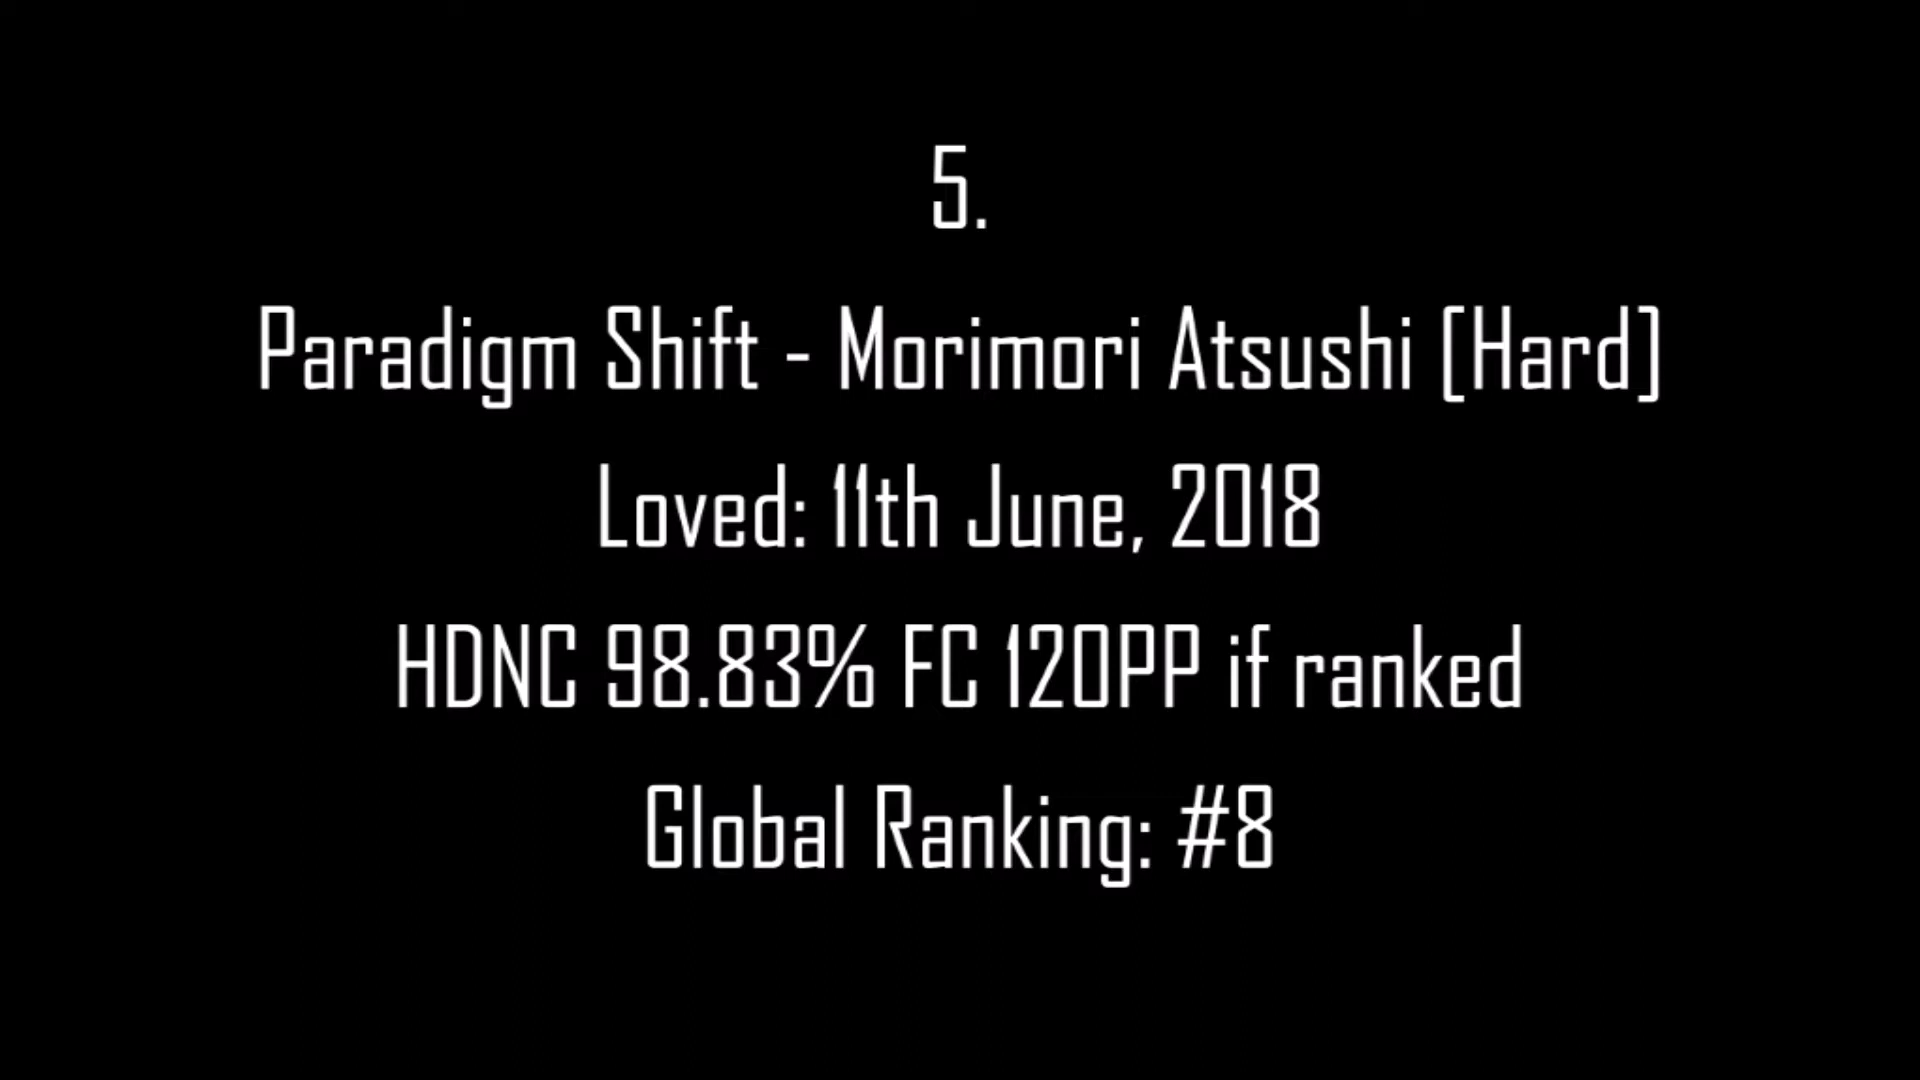 5.
Paradigm Shift - Morimori Atsushi [Hard]
Loved: 11th June, 2018
HDNC 98.83% FC 120PP if ranked
Global Ranking: #8